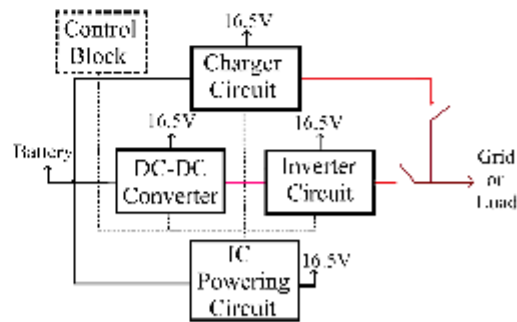 Control
Block
16.5V
Charger
Circuit
16.5V
16.5V
Battery
DC-DC
Converter
Inverter
Circuit
Grid
or
Load
IC
Powering
Circuit
16.5V